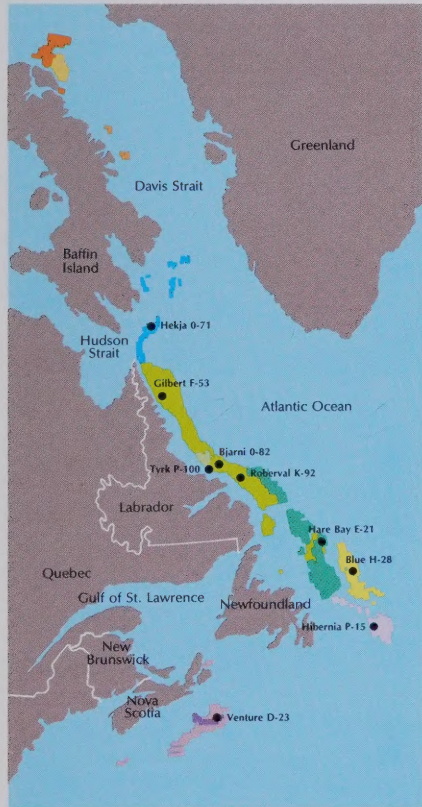 Greenland
Davis Strait
Baffin
Island
Hekja 0-71
Hudson
Strait
Gilbert F-53
Atlantic Ocean
Bjarni 0-82
Tyrk P-100
Roberval K-92
Labrador
Hare Bay E-21
Blue H-28
Quebec
Gulf of St. Lawrence
Newfoundland
Hibernia P-15
New
Brunswick
Nova
Scotia
Venture D-23